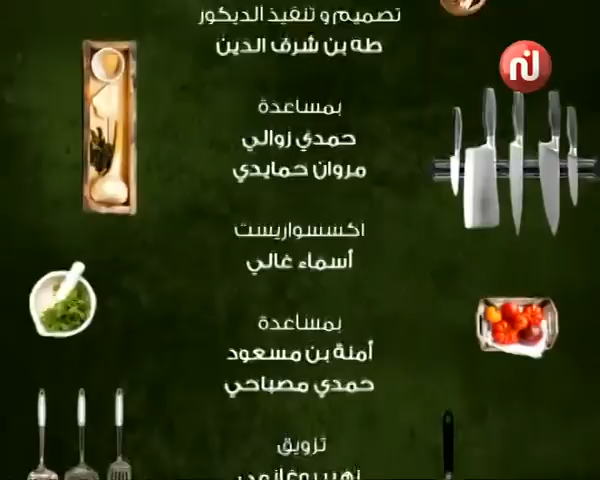 تصميم و تنفيذ الديكور
طه بن شرف الدين
بمساعدة
حمدي زوالي
مروان حمايدي
اكسسواريست
أسماء غالي
بمساعدة
أمنة بن مسعود
حمدي مصباحي
تزويق